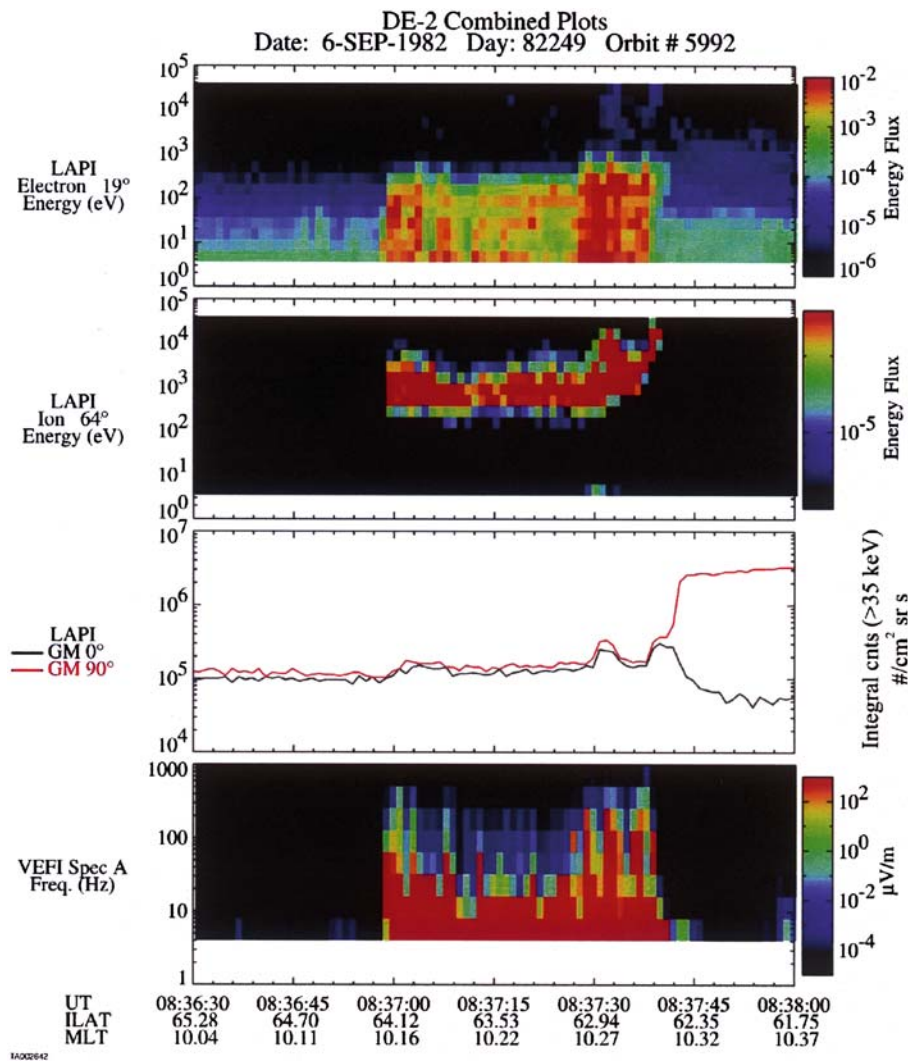 DE-2 Combined Plots
Date: 6-SEP-1982 Day: 82249 Orbit # 5992
10^5
10^4
10^3
10^2
10^1
10^0
LAPI
Electron 19°
Energy (eV)
10^-2
10^-3
10^-4
10^-5
10^-6
Energy Flux
10^5
10^4
10^3
10^2
10^1
10^0
LAPI
Ion 64°
Energy (eV)
10^-5
Energy Flux
10^7
10^6
10^5
10^4
LAPI
GM 0°
GM 90°
Integral cnts (>35 keV)
#/cm^2 sr s
1000
100
10
1
VEFI Spec A
Freq. (Hz)
10^2
10^0
10^-2
10^-4
μV/m
UT 08:36:30 08:36:45 08:37:00 08:37:15 08:37:30 08:37:45 08:38:00
ILAT 65.28 64.70 64.12 63.53 62.94 62.35 61.75
MLT 10.04 10.11 10.16 10.22 10.27 10.32 10.37
TA002642